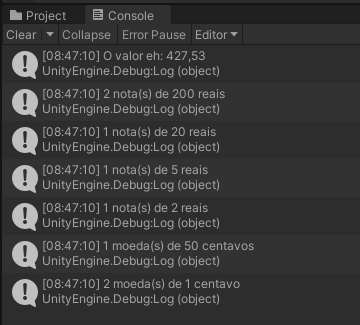 Project
Console
Clear
Collapse
Error Pause
Editor
[08:47:10] O valor eh: 427,53
UnityEngine.Debug:Log (object)
[08:47:10] 2 nota(s) de 200 reais
UnityEngine.Debug:Log (object)
[08:47:10] 1 nota(s) de 20 reais
UnityEngine.Debug:Log (object)
[08:47:10] 1 nota(s) de 5 reais
UnityEngine.Debug:Log (object)
[08:47:10] 1 nota(s) de 2 reais
UnityEngine.Debug:Log (object)
[08:47:10] 1 moeda(s) de 50 centavos
UnityEngine.Debug:Log (object)
[08:47:10] 2 moeda(s) de 1 centavo
UnityEngine.Debug:Log (object)